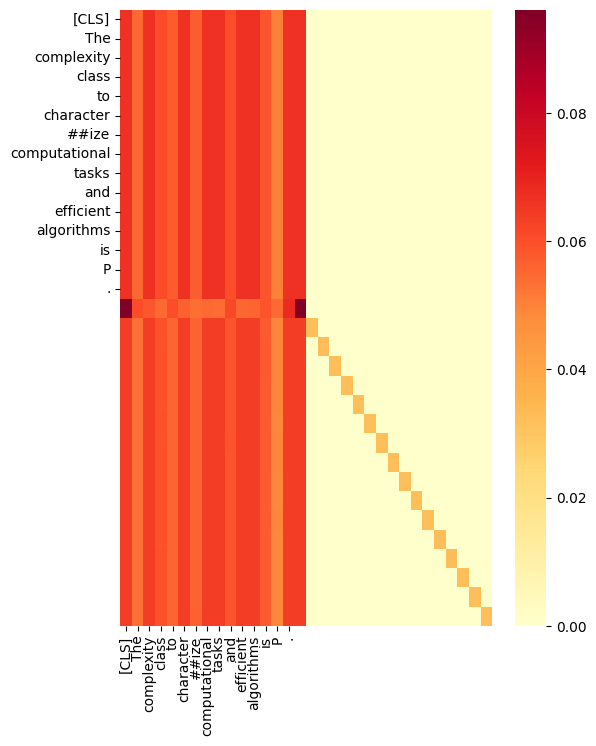 [CLS]
The
complexity
class
to
character
##ize
computational
tasks
and
efficient
algorithms
is
P
.
0.08
0.06
0.04
0.02
0.00
[CLS]
The
complexity
class
to
character
##ize
computational
tasks
and
efficient
algorithms
is
P
.